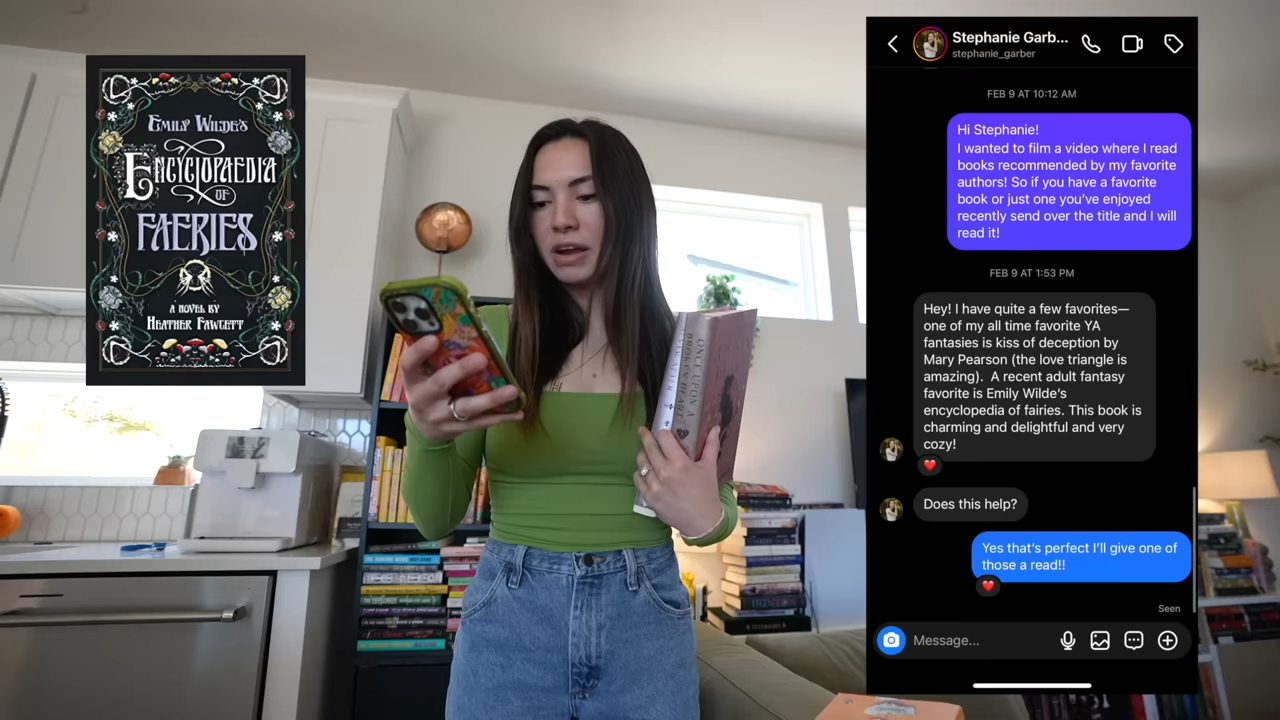 EMILY WILDE'S
ENCYCLOPAEDIA
OF
FAERIES
A NOVEL BY
HEATHER FAWCETT
ONCE UPON A
BROKEN HEART
Stephanie Garb...
stephanie_garber
FEB 9 AT 10:12 AM
Hi Stephanie!
I wanted to film a video where I read
books recommended by my favorite
authors! So if you have a favorite
book or just one you've enjoyed
recently send over the title and I will
read it!
FEB 9 AT 1:53 PM
Hey! I have quite a few favorites—
one of my all time favorite YA
fantasies is kiss of deception by
Mary Pearson (the love triangle is
amazing). A recent adult fantasy
favorite is Emily Wilde's
encyclopedia of fairies. This book is
charming and delightful and very
cozy!
Does this help?
Yes that's perfect I'll give one of
those a read!!
Seen
Message...